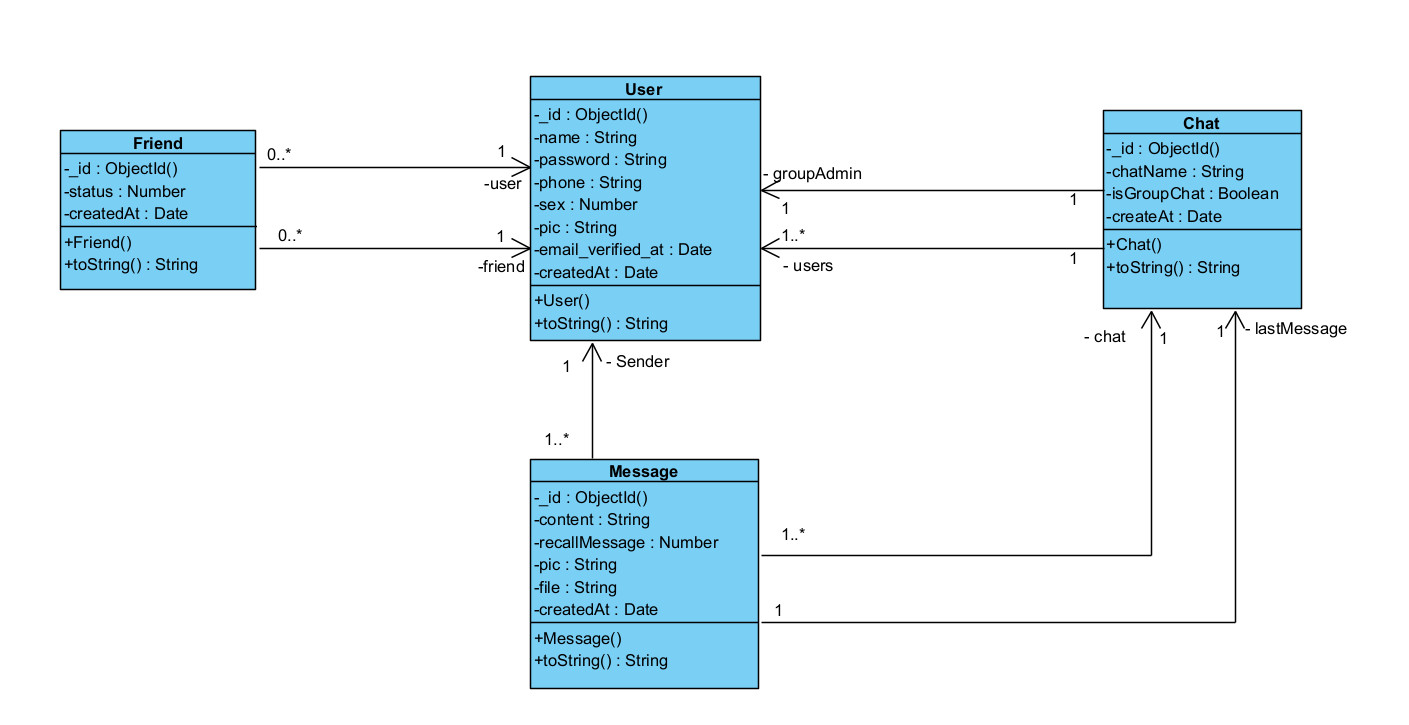 User
-_id : ObjectId()
-name : String
-password : String
-phone : String
-sex : Number
-pic : String
-email_verified_at : Date
-createdAt : Date
+User()
+toString() : String
Friend
-_id : ObjectId()
-status : Number
-createdAt : Date
+Friend()
+toString() : String
0..*
1
-user
0..*
1
-friend
Chat
-_id : ObjectId()
-chatName : String
-isGroupChat : Boolean
-createAt : Date
+Chat()
+toString() : String
- groupAdmin
1
1
1..*
1
- users
1
- Sender
1..*
- chat
1
1
- lastMessage
Message
-_id : ObjectId()
-content : String
-recallMessage : Number
-pic : String
-file : String
-createdAt : Date
+Message()
+toString() : String
1..*
1